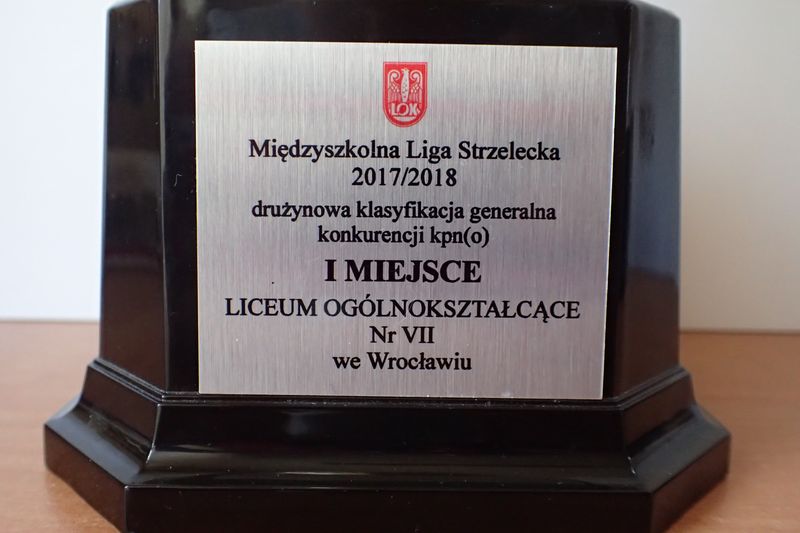 LOK
Międzyszkolna Liga Strzelecka
2017/2018
drużynowa klasyfikacja generalna
konkurencji kpn(o)
I MIEJSCE
LICEUM OGÓLNOKSZTAŁCĄCE
Nr VII
we Wrocławiu